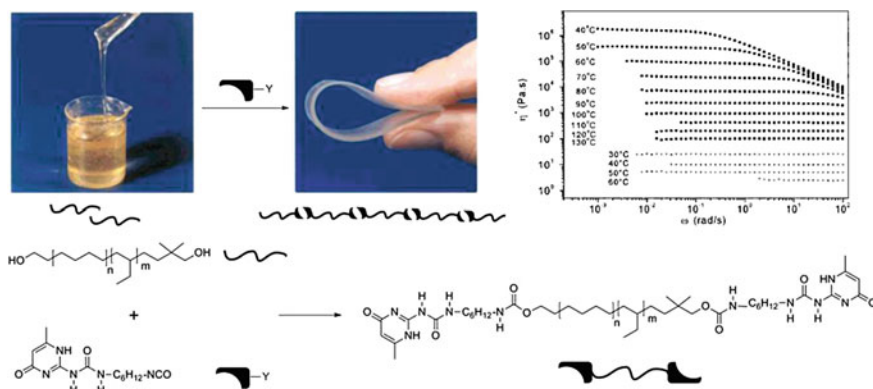 Y
η* (Pa.s)
10⁶
10⁵
10⁴
10³
10²
10¹
10⁰
40°C
50°C
60°C
70°C
80°C
90°C
100°C
110°C
120°C
130°C
30°C
40°C
50°C
60°C
10⁻³ 10⁻² 10⁻¹ 10⁰ 10¹ 10² 
ω (rad/s)
HO n m OH
+
O N NH N H O N H C₆H₁₂ NCO
Y
O N NH N H O H N C₆H₁₂ N H O O n m O O H N C₆H₁₂ N H O N H N NH O